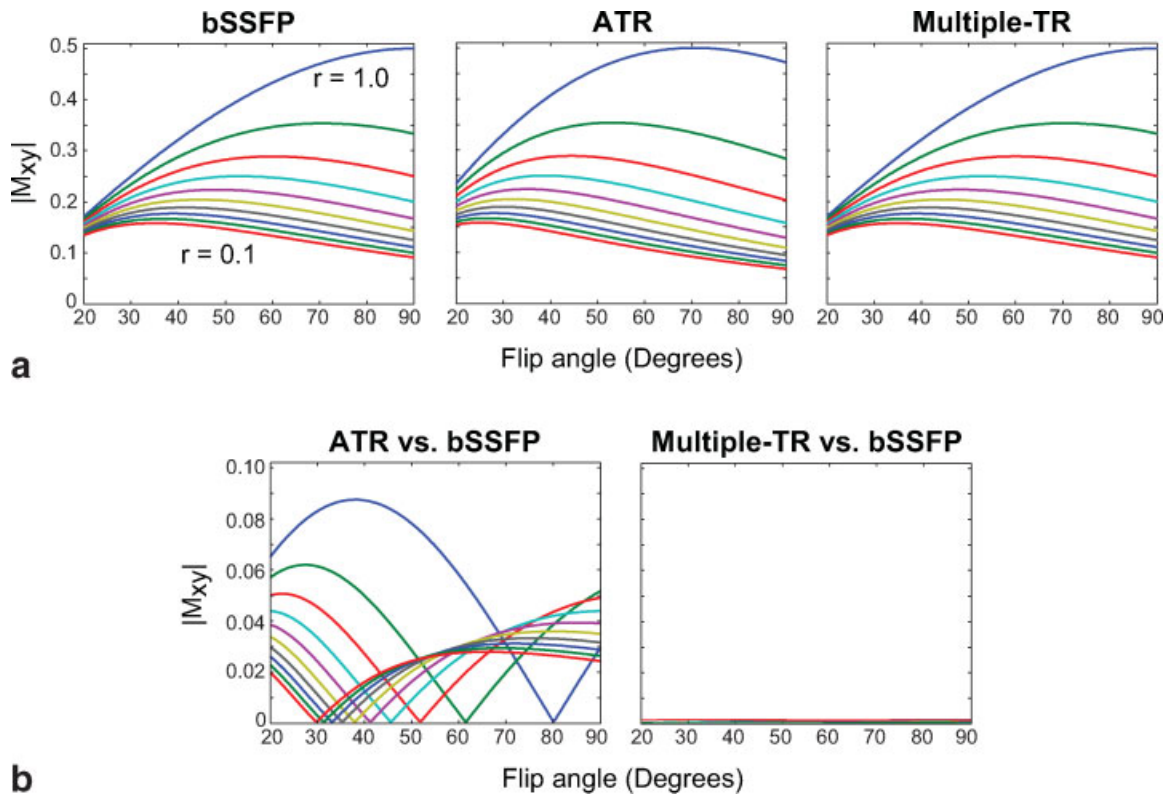 bSSFP ATR Multiple-TR
0.5
0.4
0.3
0.2
0.1
0
|Mxy|
r = 1.0
r = 0.1
20 30 40 50 60 70 80 90 20 30 40 50 60 70 80 90 20 30 40 50 60 70 80 90
Flip angle (Degrees)
a
ATR vs. bSSFP Multiple-TR vs. bSSFP
0.10
0.08
0.06
0.04
0.02
0
|Mxy|
20 30 40 50 60 70 80 90 20 30 40 50 60 70 80 90
Flip angle (Degrees)
b